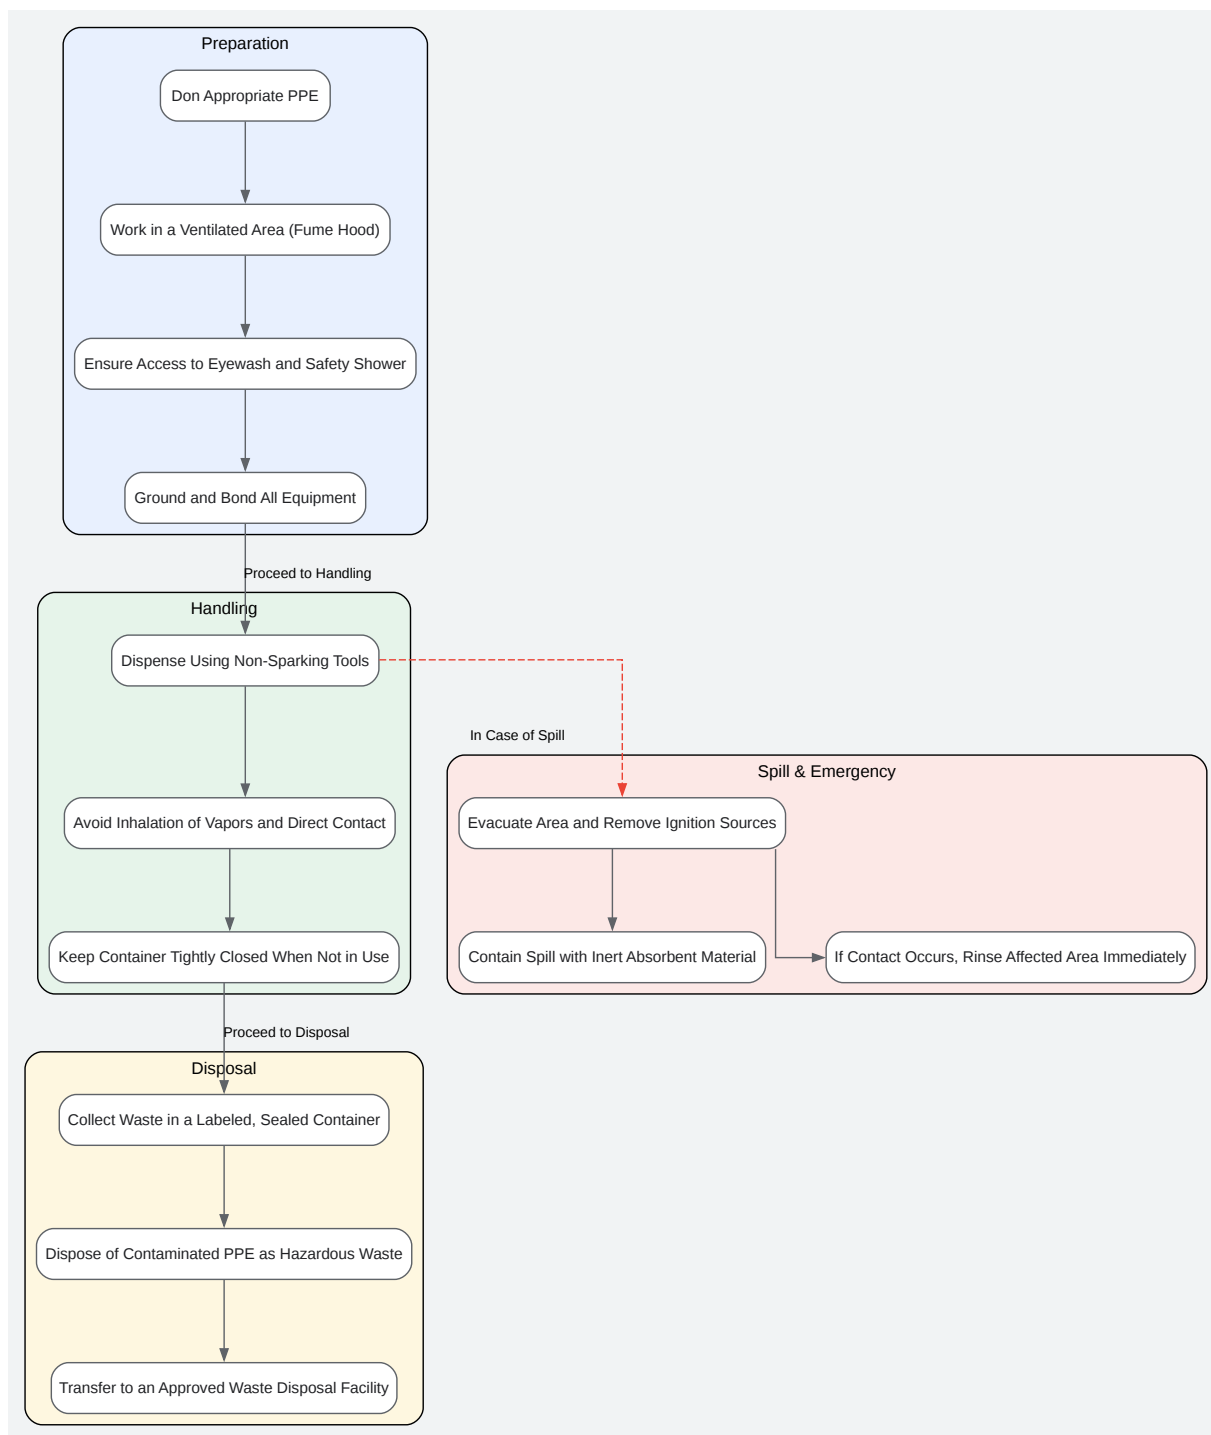 Preparation
Don Appropriate PPE
Work in a Ventilated Area (Fume Hood)
Ensure Access to Eyewash and Safety Shower
Ground and Bond All Equipment
Proceed to Handling
Handling
Dispense Using Non-Sparking Tools
In Case of Spill
Spill & Emergency
Avoid Inhalation of Vapors and Direct Contact
Evacuate Area and Remove Ignition Sources
Keep Container Tightly Closed When Not in Use
Contain Spill with Inert Absorbent Material
If Contact Occurs, Rinse Affected Area Immediately
Proceed to Disposal
Disposal
Collect Waste in a Labeled, Sealed Container
Dispose of Contaminated PPE as Hazardous Waste
Transfer to an Approved Waste Disposal Facility